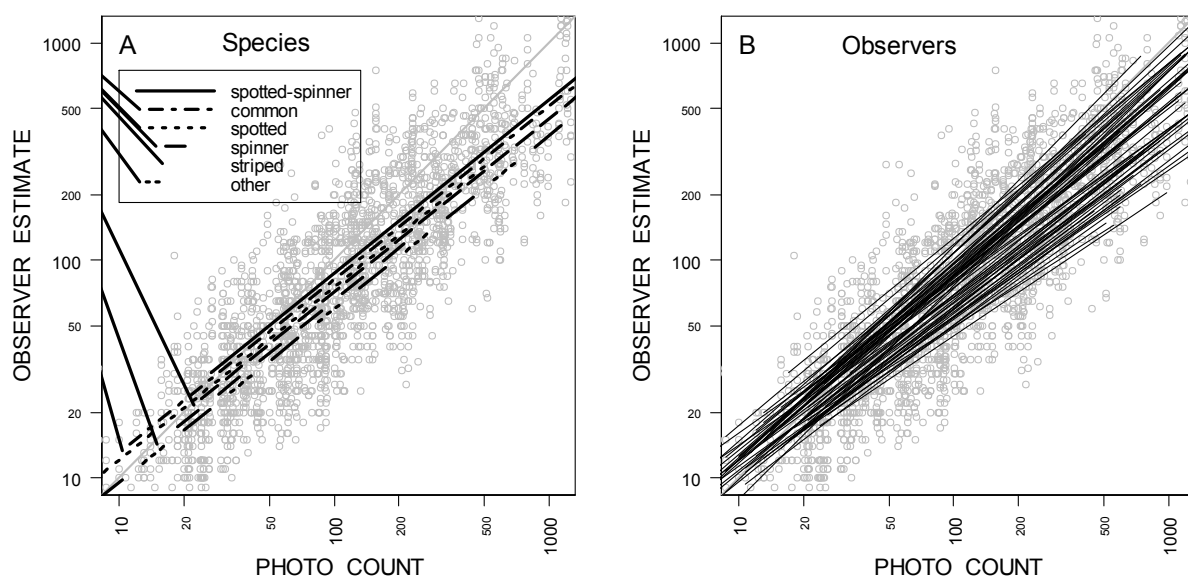 A Species
spotted-spinner
common
spotted
spinner
striped
other
1000
500
200
100
50
20
10
OBSERVER ESTIMATE
10
20
50
100
200
500
1000
PHOTO COUNT
B Observers
1000
500
200
100
50
20
10
OBSERVER ESTIMATE
10
20
50
100
200
500
1000
PHOTO COUNT